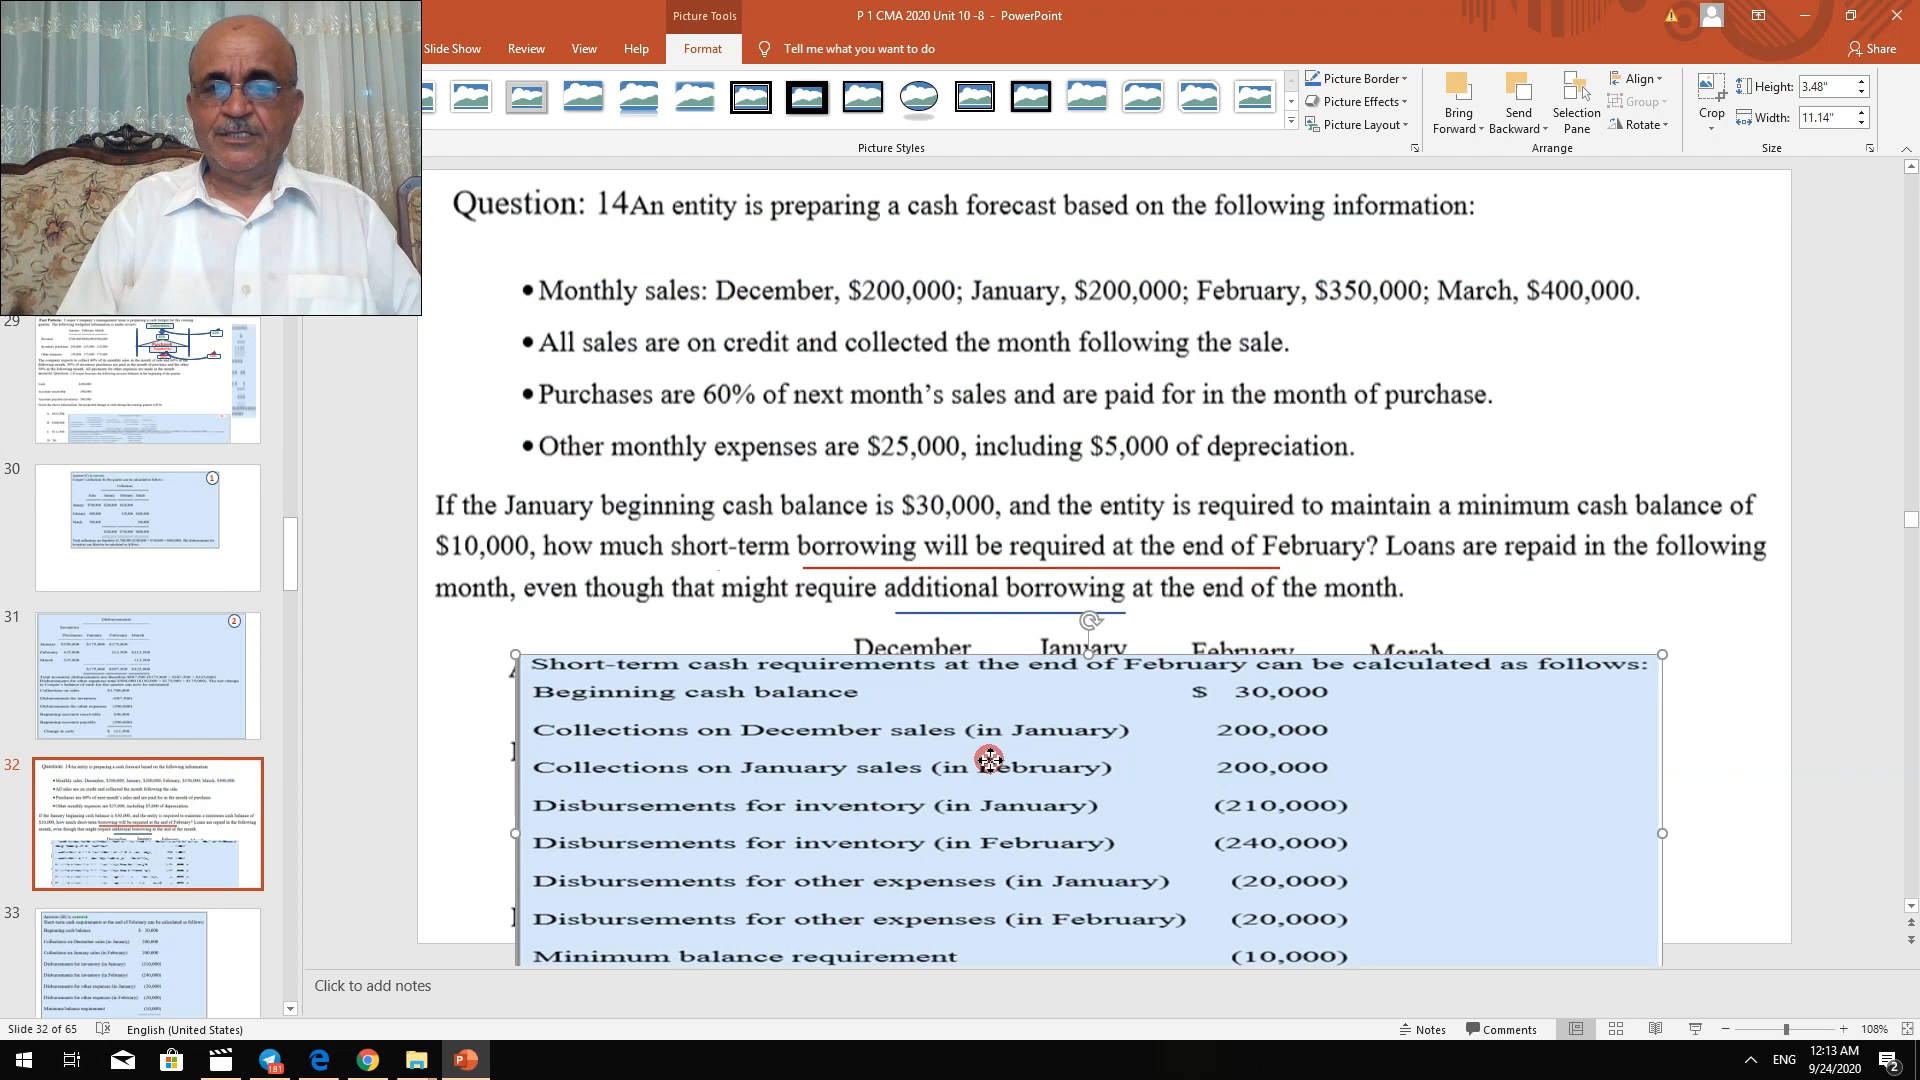 Picture Tools
P 1 CMA 2020 Unit 10 -8 - PowerPoint
Slide Show
Review
View
Help
Format
Tell me what you want to do
Share
Picture Border
Picture Effects
Picture Layout
Bring Forward
Send Backward
Selection Pane
Align
Group
Rotate
Crop
Height: 3.48"
Width: 11.14"
Picture Styles
Arrange
Size
Question: 14An entity is preparing a cash forecast based on the following information:
• Monthly sales: December, $200,000; January, $200,000; February, $350,000; March, $400,000.
• All sales are on credit and collected the month following the sale.
• Purchases are 60% of next month's sales and are paid for in the month of purchase.
• Other monthly expenses are $25,000, including $5,000 of depreciation.
If the January beginning cash balance is $30,000, and the entity is required to maintain a minimum cash balance of
$10,000, how much short-term borrowing will be required at the end of February? Loans are repaid in the following
month, even though that might require additional borrowing at the end of the month.
December January February March
Short-term cash requirements at the end of February can be calculated as follows:
Beginning cash balance $ 30,000
Collections on December sales (in January) 200,000
Collections on January sales (in February) 200,000
Disbursements for inventory (in January) (210,000)
Disbursements for inventory (in February) (240,000)
Disbursements for other expenses (in January) (20,000)
Disbursements for other expenses (in February) (20,000)
Minimum balance requirement (10,000)
29
30
31
32
33
Click to add notes
Slide 32 of 65
English (United States)
Notes
Comments
108%
181
ENG
12:13 AM
9/24/2020
2